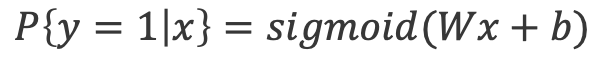 P{y = 1|x} = sigmoid(Wx + b)